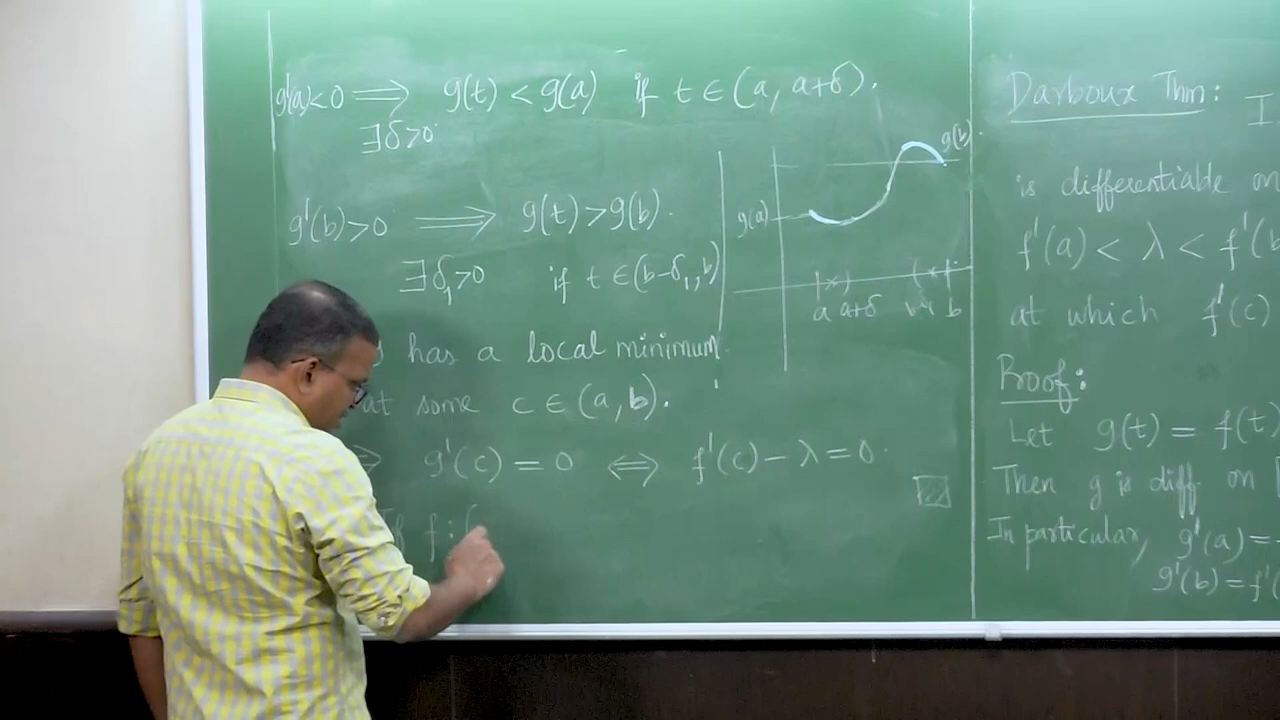 g'(a)<0 ⟹ g(t) < g(a) if t ∈ (a, a+δ).
∃δ>0
g'(b)>0 ⟹ g(t)>g(b).
∃δ₁>0 if t ∈(b-δ₁,b)
has a local minimum
at some c ∈ (a,b).
⟹ g'(c) = 0 ⟺ f'(c) - λ = 0.
If f:(
g(b).
g(a)
a a+δ b
Darboux Thm: I
is differentiable on
f'(a) < λ < f'(b
at which f'(c)
Proof:
Let g(t) = f(t)
Then g is diff. on [
In particular, g'(a) =
g'(b) = f'(